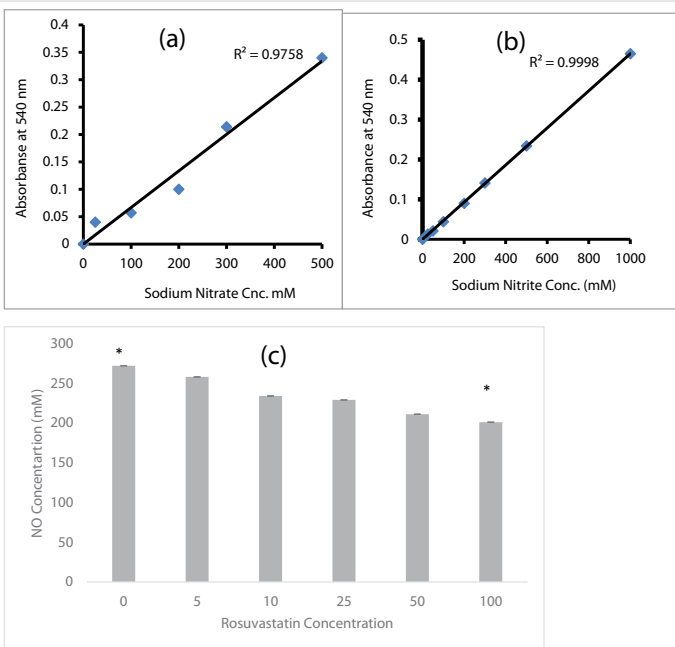 (a)
R² = 0.9758
Absorbanse at 540 nm
0.4
0.35
0.3
0.25
0.2
0.15
0.1
0.05
0
0 100 200 300 400 500
Sodium Nitrate Cnc. mM
(b)
R² = 0.9998
Absorbance at 540 nm
0.5
0.4
0.3
0.2
0.1
0
0 200 400 600 800 1000
Sodium Nitrite Conc. (mM)
(c)
NO Concentartion (mM)
300
250
200
150
100
50
0
*
*
0 5 10 25 50 100
Rosuvastatin Concentration